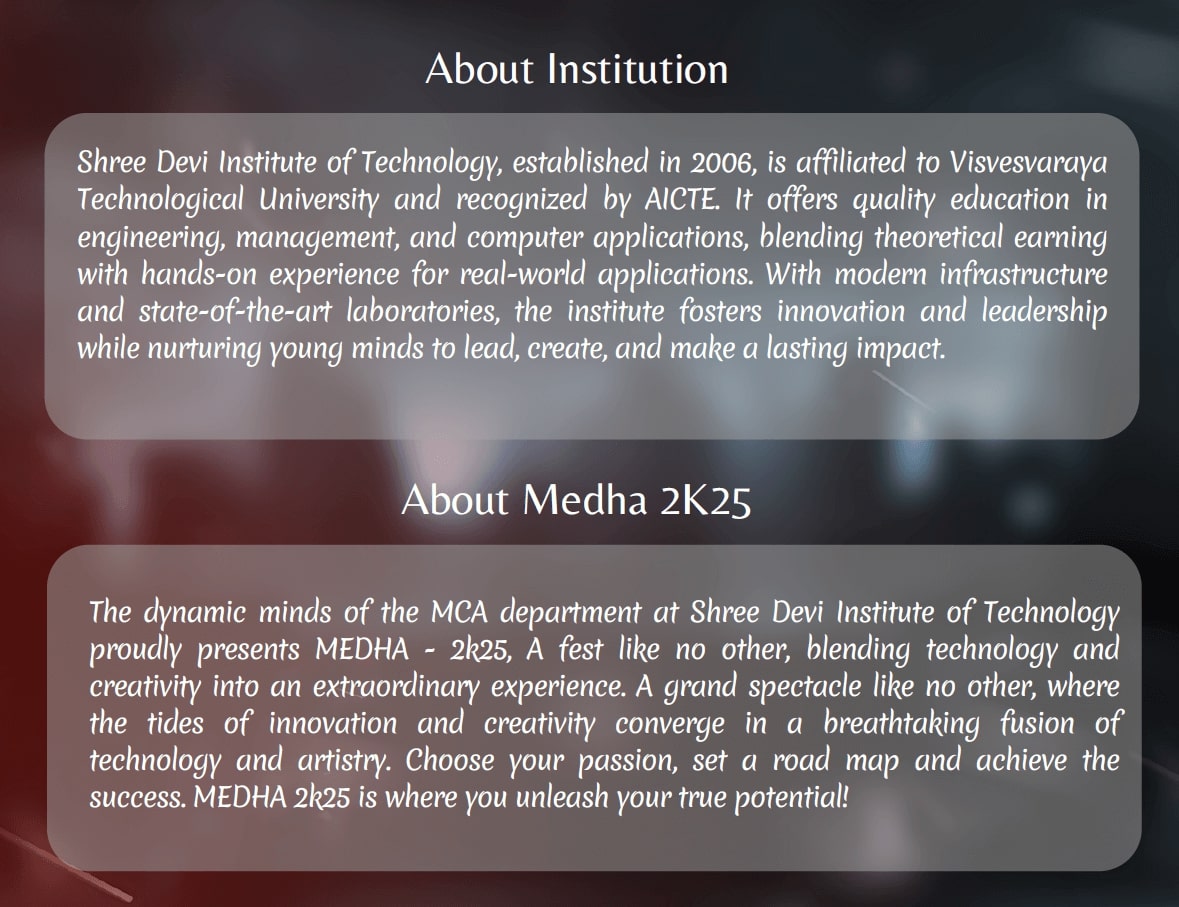 About Institution
Shree Devi Institute of Technology, established in 2006, is affiliated to Visvesvaraya
Technological University and recognized by AICTE. It offers quality education in
engineering, management, and computer applications, blending theoretical earning
with hands-on experience for real-world applications. With modern infrastructure
and state-of-the-art laboratories, the institute fosters innovation and leadership
while nurturing young minds to lead, create, and make a lasting impact.
About Medha 2K25
The dynamic minds of the MCA department at Shree Devi Institute of Technology
proudly presents MEDHA - 2k25, A fest like no other, blending technology and
creativity into an extraordinary experience. A grand spectacle like no other, where
the tides of innovation and creativity converge in a breathtaking fusion of
technology and artistry. Choose your passion, set a road map and achieve the
success. MEDHA 2k25 is where you unleash your true potential!